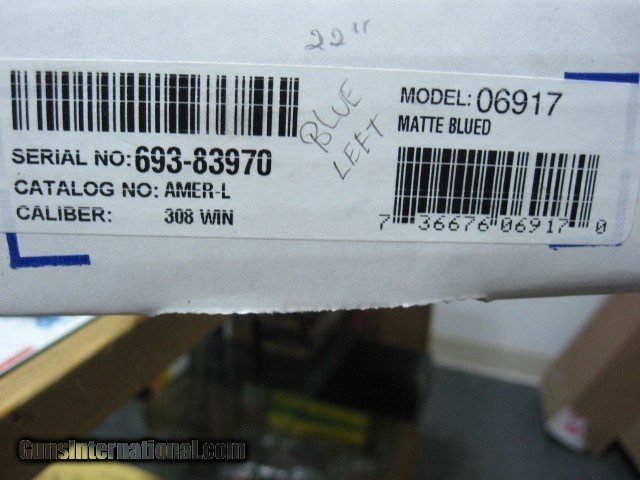 22"
BLUE
LEFT
SERIAL NO: 693-83970
CATALOG NO: AMER-L
CALIBER: 308 WIN
MODEL: 06917
MATTE BLUED
7 36676 06917 0
GunsInternational.com